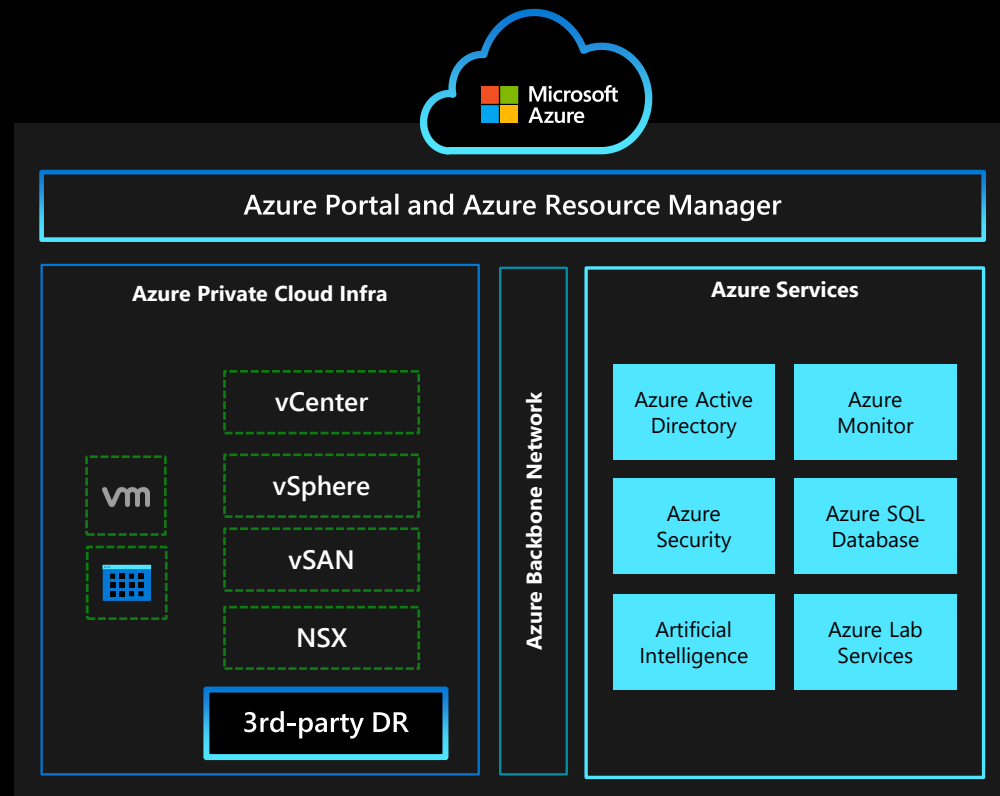 Microsoft
Azure
Azure Portal and Azure Resource Manager
Azure Private Cloud Infra
vCenter
vSphere
vm
vSAN
NSX
3rd-party DR
Azure Backbone Network
Azure Services
Azure Active
Directory
Azure
Monitor
Azure
Security
Azure SQL
Database
Artificial
Intelligence
Azure Lab
Services